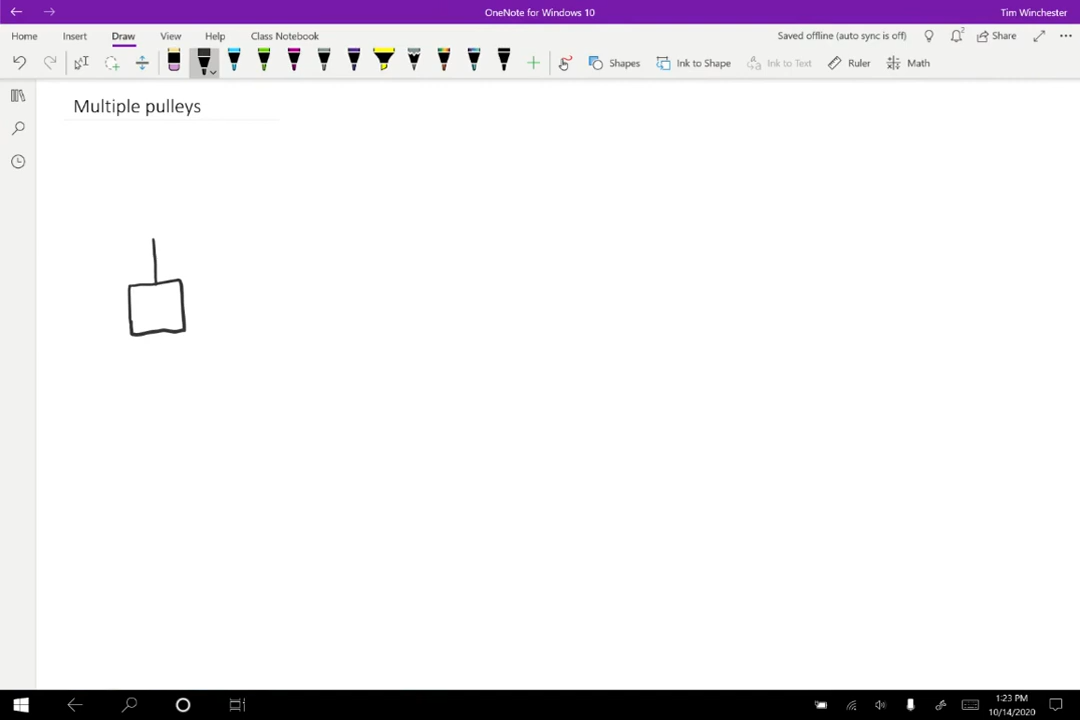 OneNote for Windows 10
Tim Winchester
Home Insert Draw View Help Class Notebook
Saved offline (auto sync is off)
Share
Shapes
Ink to Shape
Ink to Text
Ruler
Math
Multiple pulleys
1:23 PM
10/14/2020